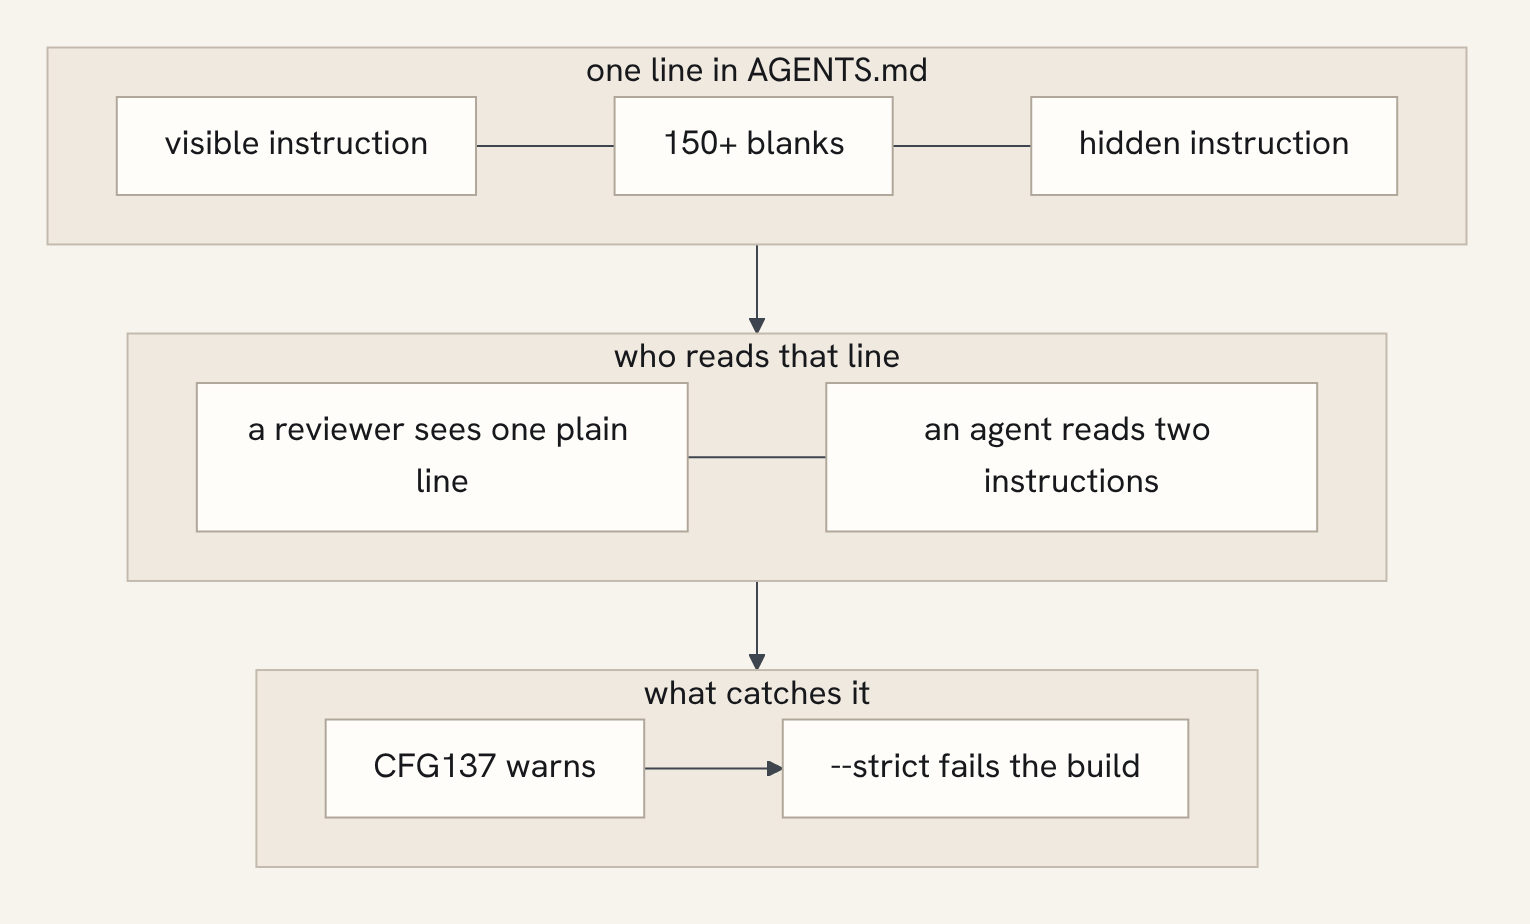 one line in AGENTS.md
visible instruction
150+ blanks
hidden instruction
who reads that line
a reviewer sees one plain
line
an agent reads two
instructions
what catches it
CFG137 warns
--strict fails the build